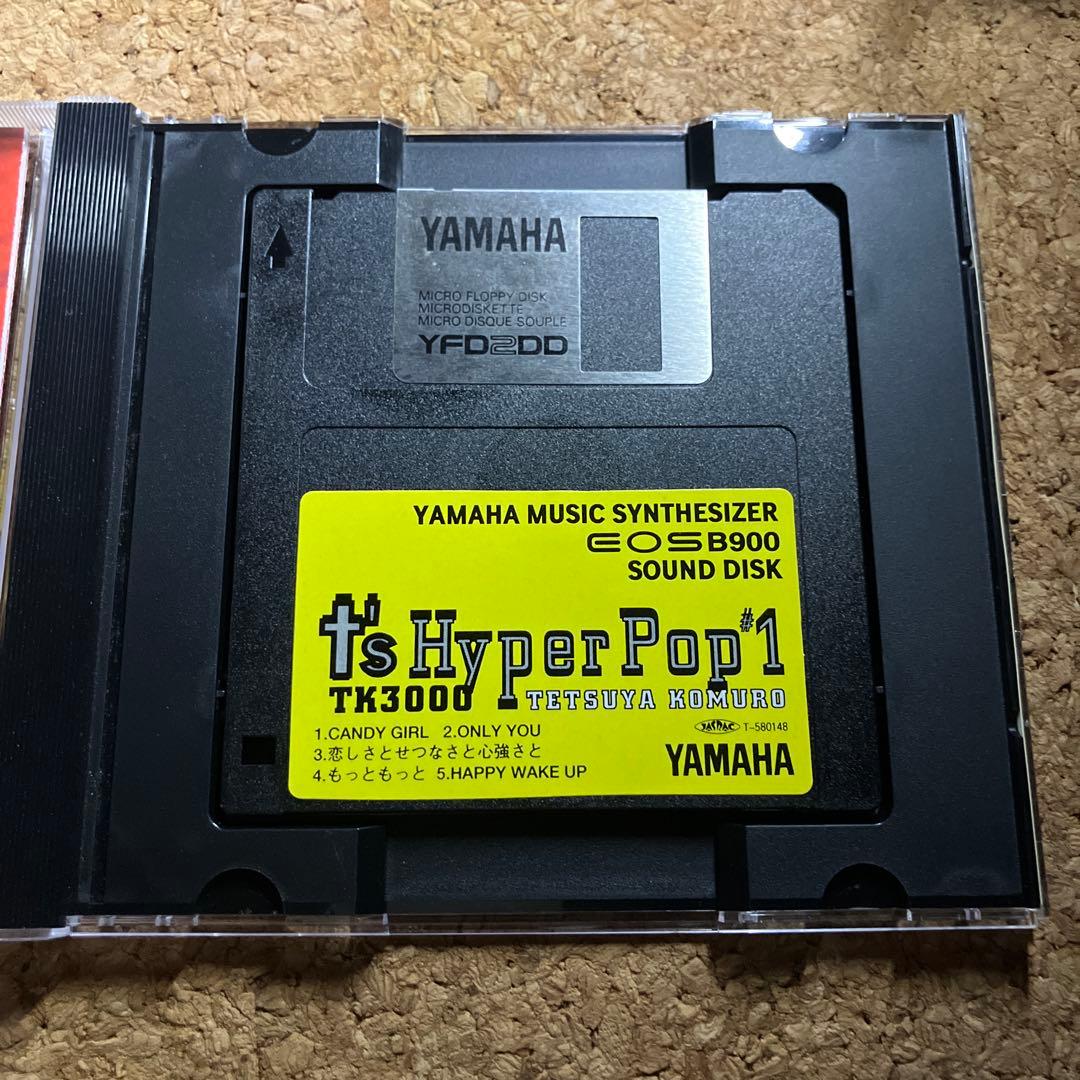 YAMAHA
MICRO FLOPPY DISK
MICRODISKETTE
MICRO DISQUE SOUPLE
YFD2DD
YAMAHA MUSIC SYNTHESIZER
EOS B900
SOUND DISK
t's Hyper Pop #1
TK3000 TETSUYA KOMURO
1.CANDY GIRL 2.ONLY YOU
3.恋しさとせつなさと心強さと
4.もっともっと 5.HAPPY WAKE UP
JASRAC T-580148
YAMAHA